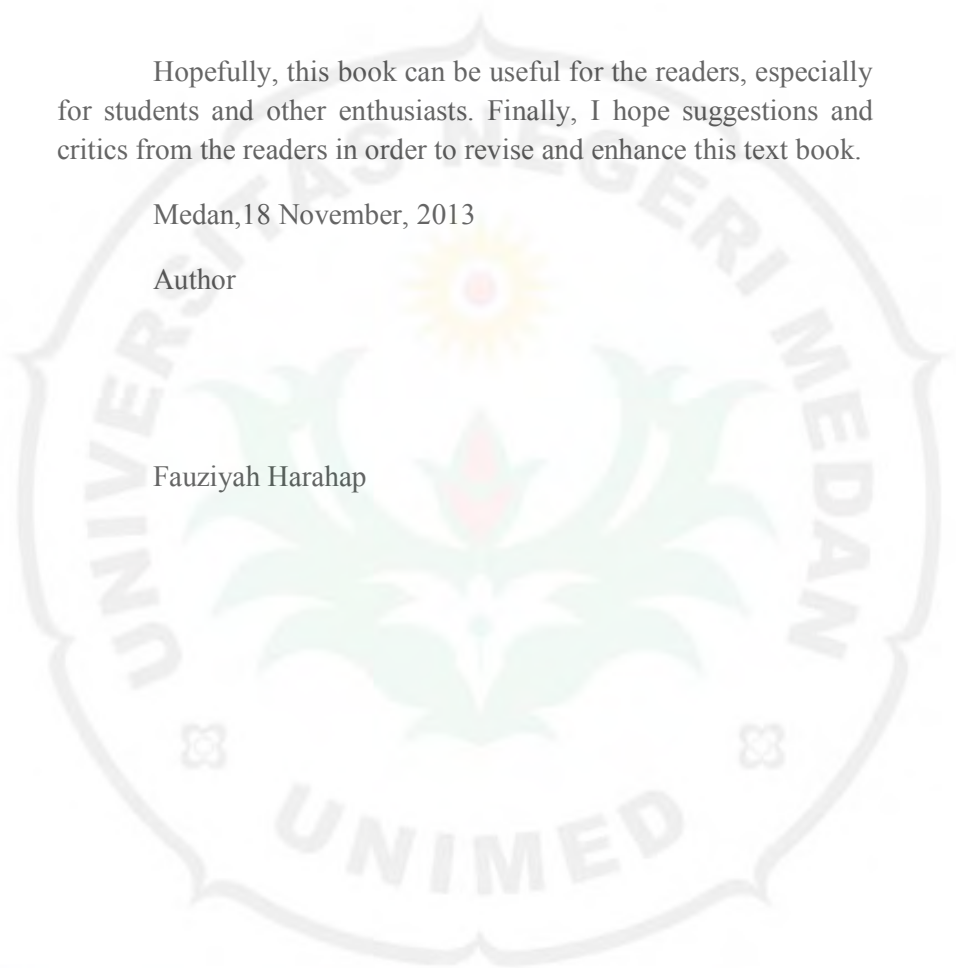 Hopefully, this book can be useful for the readers, especially
for students and other enthusiasts. Finally, I hope suggestions and
critics from the readers in order to revise and enhance this text book.
Medan,18 November, 2013
Author
Fauziyah Harahap
UNIVERSITAS NEGERI MEDAN
UNIMED